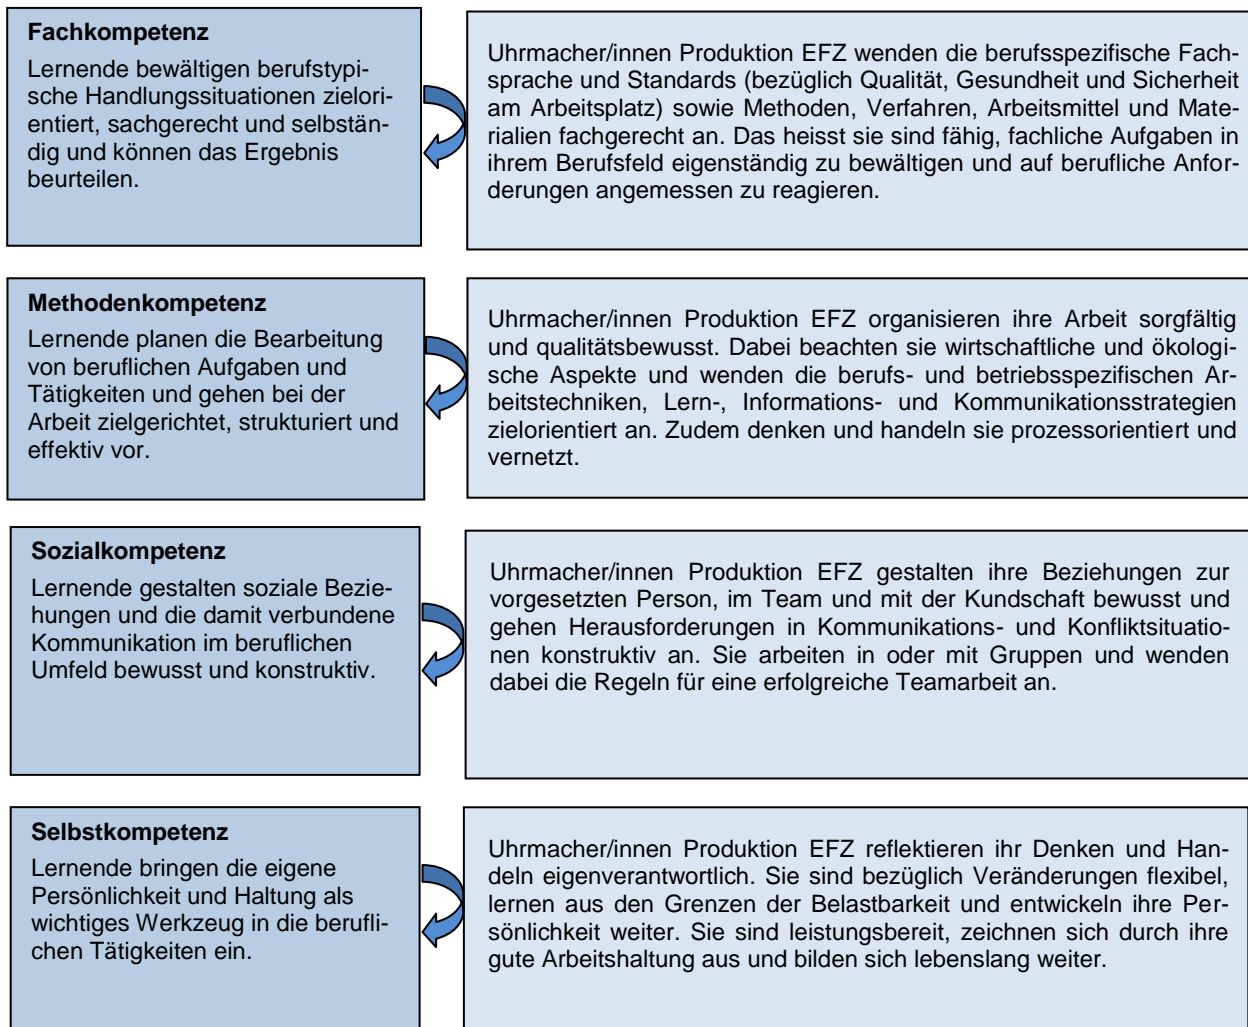 Fachkompetenz
Lernende bewältigen berufstypi-
sche Handlungssituationen zielori-
entiert, sachgerecht und selbstän-
dig und können das Ergebnis
beurteilen.
Uhrmacher/innen Produktion EFZ wenden die berufsspezifische Fach-
sprache und Standards (bezüglich Qualität, Gesundheit und Sicherheit
am Arbeitsplatz) sowie Methoden, Verfahren, Arbeitsmittel und Mate-
rialien fachgerecht an. Das heisst sie sind fähig, fachliche Aufgaben in
ihrem Berufsfeld eigenständig zu bewältigen und auf berufliche Anfor-
derungen angemessen zu reagieren.
Methodenkompetenz
Lernende planen die Bearbeitung
von beruflichen Aufgaben und
Tätigkeiten und gehen bei der
Arbeit zielgerichtet, strukturiert und
effektiv vor.
Uhrmacher/innen Produktion EFZ organisieren ihre Arbeit sorgfältig
und qualitätsbewusst. Dabei beachten sie wirtschaftliche und ökologi-
sche Aspekte und wenden die berufs- und betriebsspezifischen Ar-
beitstechniken, Lern-, Informations- und Kommunikationsstrategien
zielorientiert an. Zudem denken und handeln sie prozessorientiert und
vernetzt.
Sozialkompetenz
Lernende gestalten soziale Bezie-
hungen und die damit verbundene
Kommunikation im beruflichen
Umfeld bewusst und konstruktiv.
Uhrmacher/innen Produktion EFZ gestalten ihre Beziehungen zur
vorgesetzten Person, im Team und mit der Kundschaft bewusst und
gehen Herausforderungen in Kommunikations- und Konfliktsituatio-
nen konstruktiv an. Sie arbeiten in oder mit Gruppen und wenden
dabei die Regeln für eine erfolgreiche Teamarbeit an.
Selbstkompetenz
Lernende bringen die eigene
Persönlichkeit und Haltung als
wichtiges Werkzeug in die berufli-
chen Tätigkeiten ein.
Uhrmacher/innen Produktion EFZ reflektieren ihr Denken und Han-
deln eigenverantwortlich. Sie sind bezüglich Veränderungen flexibel,
lernen aus den Grenzen der Belastbarkeit und entwickeln ihre Per-
sönlichkeit weiter. Sie sind leistungsbereit, zeichnen sich durch ihre
gute Arbeitshaltung aus und bilden sich lebenslang weiter.